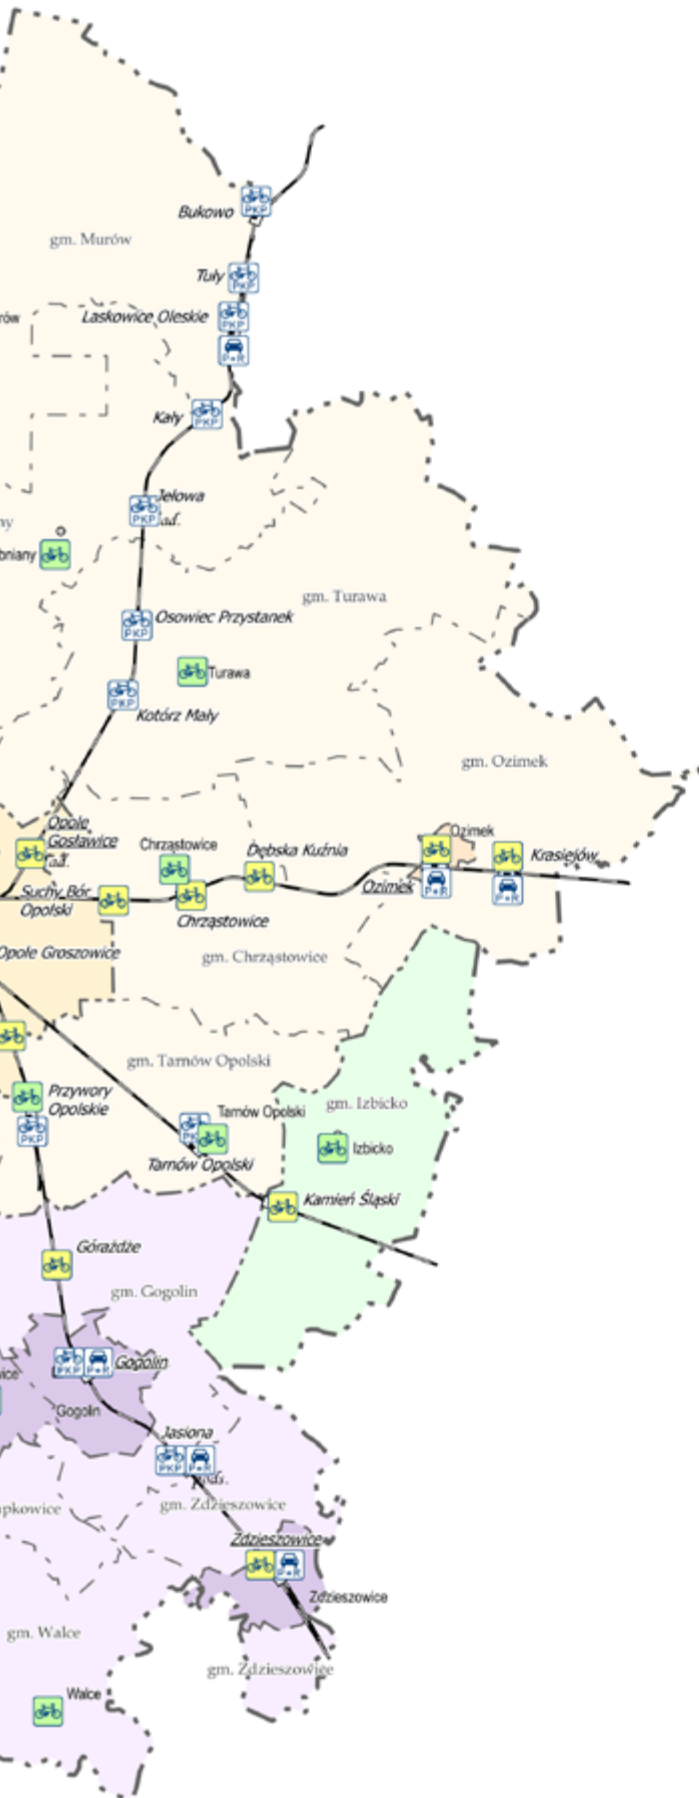 Bukowo
PKP
gm. Murów
Tuły
PKP
Laskowice Oleskie
PKP
P+R
Kały
PKP
Jełowa
PKP
Osowiec Przystanek
PKP
gm. Turawa
Turawa
PKP
Kotórz Mały
gm. Ozimek
Opole
Gosławice
Chrząstowice
Dębska Kuźnia
Ozimek
Krasiejów
Suchy Bór
Opolski
Ozimek
P+R
P+R
Chrząstowice
Opole Groszowice
gm. Chrząstowice
gm. Tarnów Opolski
Przywory
Opolskie
PKP
Tarnów Opolski
gm. Izbicko
Izbicko
Tarnów Opolski
Kamień Śląski
Górażdże
gm. Gogolin
PKP
P+R
Gogolin
Gogolin
Jasiona
PKP
P+R
gm. Zdzieszowice
Zdzieszowice
P+R
Zdzieszowice
gm. Walce
gm. Zdzieszowice
Walce